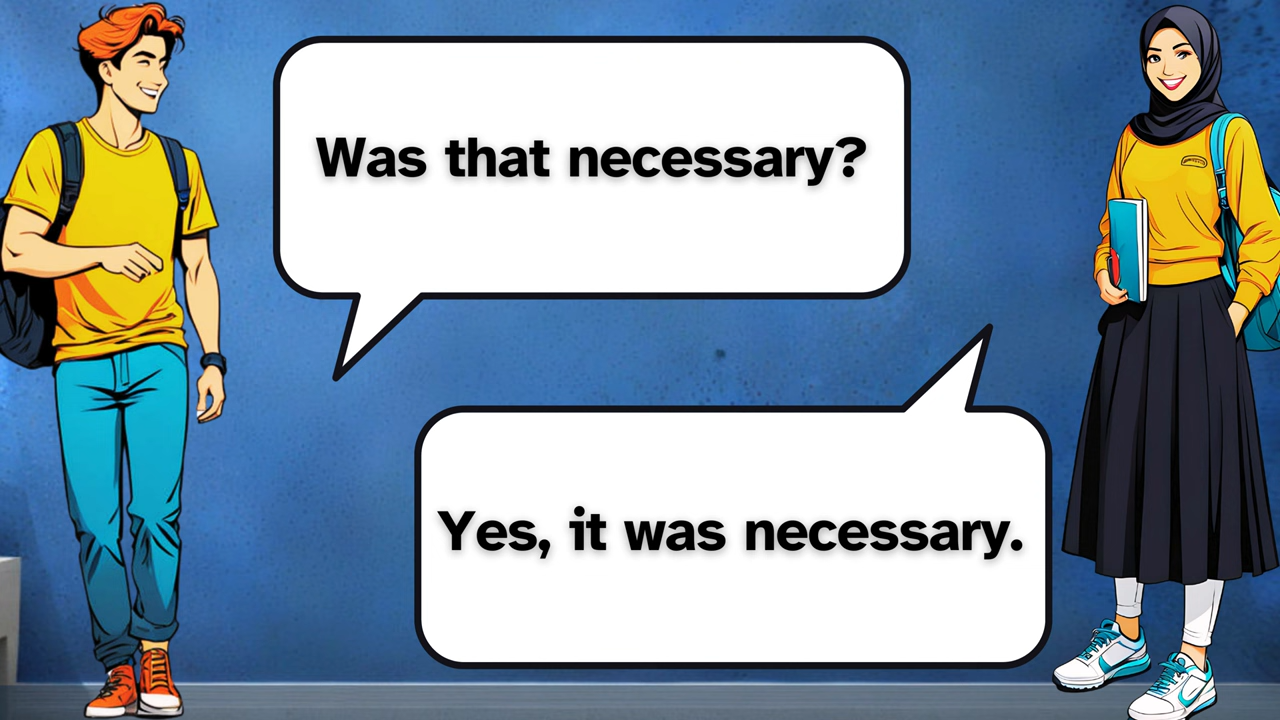 Was that necessary?
Yes, it was necessary.